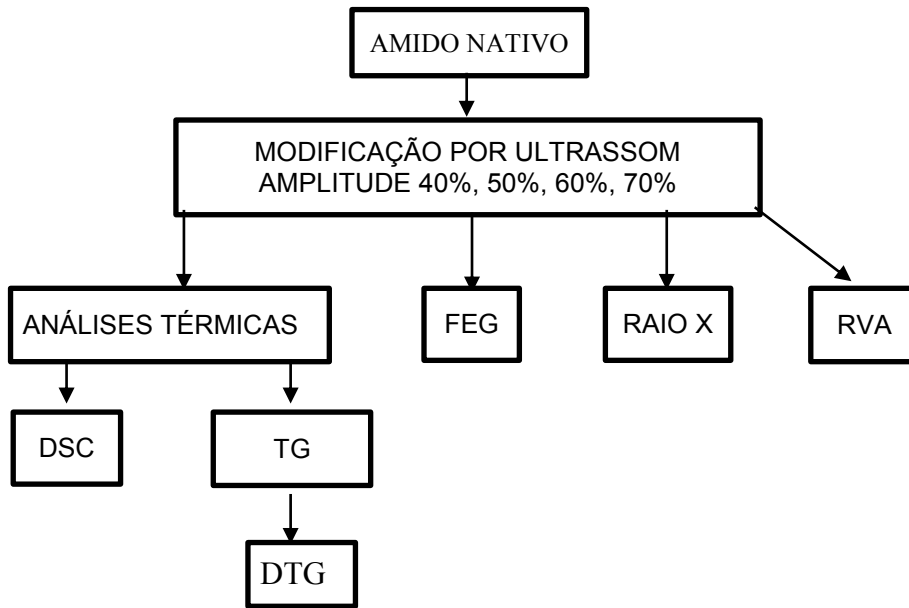 AMIDO NATIVO
MODIFICAÇÃO POR ULTRASSOM
AMPLITUDE 40%, 50%, 60%, 70%
ANÁLISES TÉRMICAS
FEG
RAIO X
RVA
DSC
TG
DTG